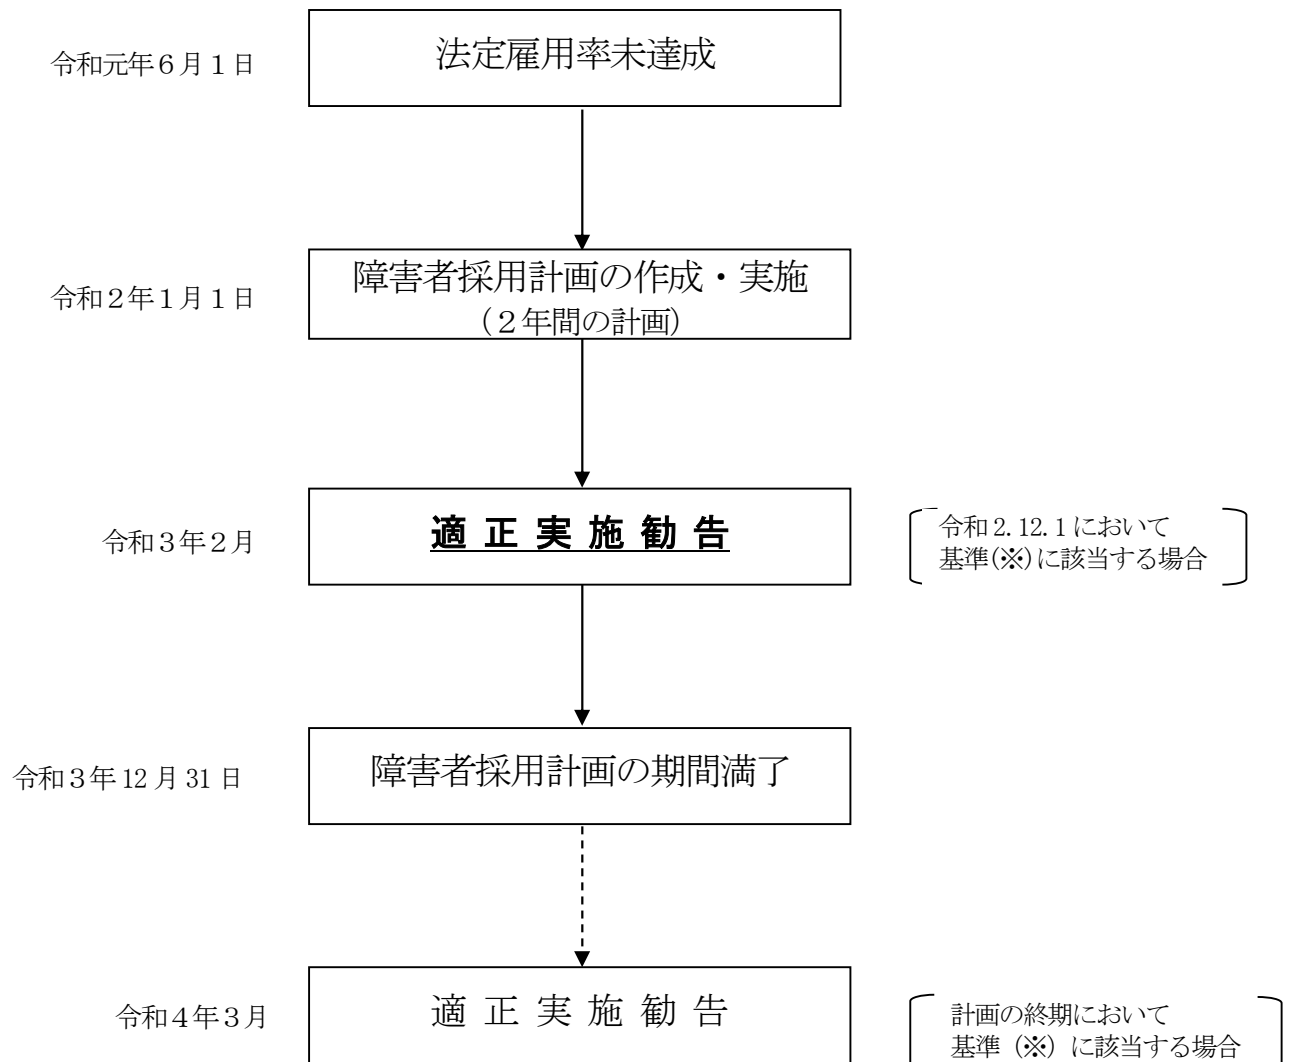 令和元年６月１日
法定雇用率未達成
令和２年１月１日
障害者採用計画の作成・実施
（２年間の計画）
令和３年２月
適 正 実 施 勧 告
令和 2.12.1 において
基準(※)に該当する場合
令和３年 12 月 31 日
障害者採用計画の期間満了
令和４年３月
適 正 実 施 勧 告
計画の終期において
基準（※）に該当する場合